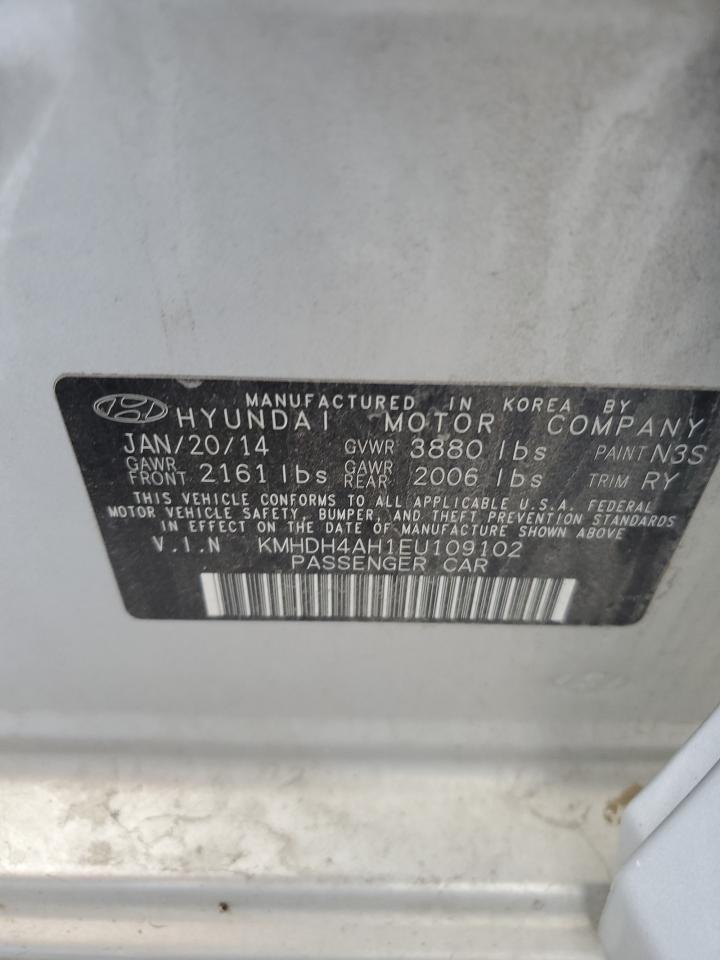 MANUFACTURED IN KOREA BY
HYUNDAI MOTOR COMPANY
JAN/20/14 GVWR 3880 lbs PAINT N3S
GAWR FRONT 2161 lbs GAWR REAR 2006 lbs TRIM RY
THIS VEHICLE CONFORMS TO ALL APPLICABLE U.S.A. FEDERAL
MOTOR VEHICLE SAFETY, BUMPER, AND THEFT PREVENTION STANDARDS
IN EFFECT ON THE DATE OF MANUFACTURE SHOWN ABOVE
V.I.N KMHDH4AH1EU109102
PASSENGER CAR